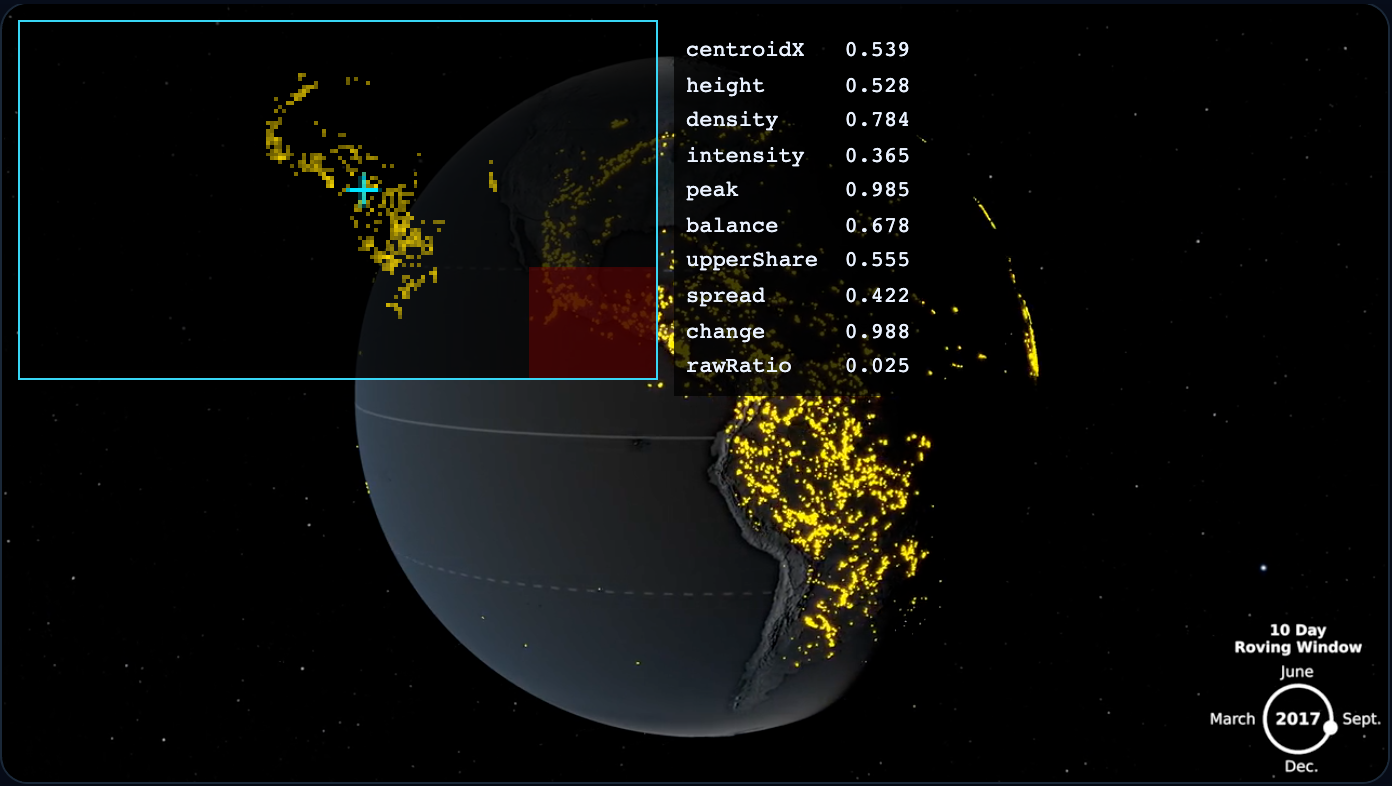 centroidX 0.539
height 0.528
density 0.784
intensity 0.365
peak 0.985
balance 0.678
upperShare 0.555
spread 0.422
change 0.988
rawRatio 0.025
10 Day
Roving Window
June
March 2017 Sept.
Dec.